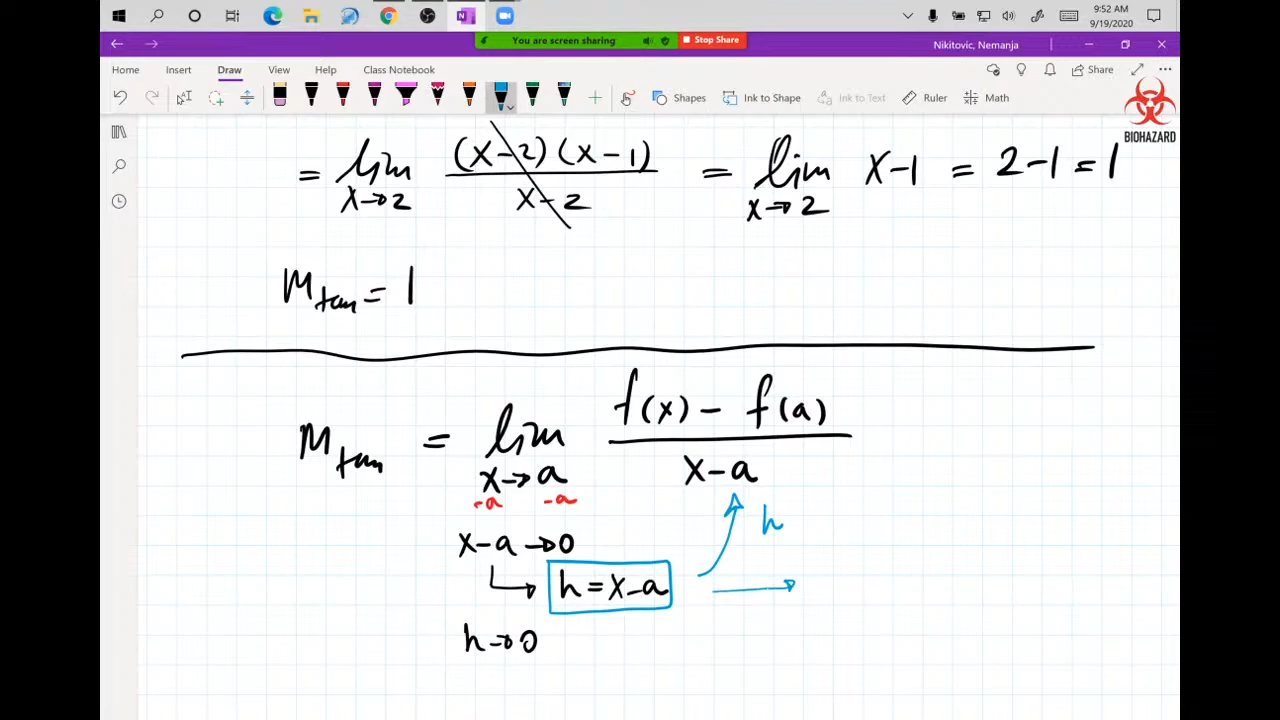 9:52 AM
9/19/2020
You are screen sharing
Stop Share
Nikitovic, Nemanja
Home Insert Draw View Help Class Notebook
Share
Shapes Ink to Shape Ink to Text Ruler Math
BIOHAZARD
= lim x→2 (x-2)(x-1) / x-2 = lim x→2 x-1 = 2-1 = 1
M tan = 1
M tan = lim x→a f(x) - f(a) / x-a
-a -a
h
x-a →0
h = x-a
h→0